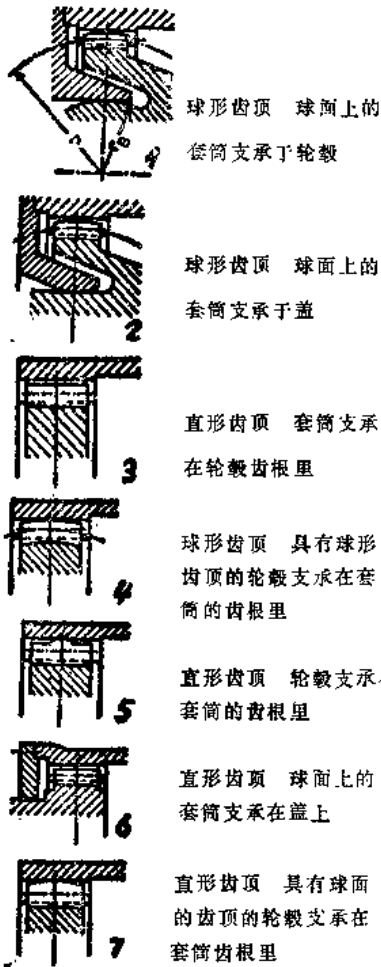 球形齿顶 球面上的
套筒支承于轮毂
球形齿顶 球面上的
套筒支承于盖
2
直形齿顶 套筒支承
在轮毂齿根里
3
球形齿顶 具有球形
齿顶的轮毂支承在套
筒的齿根里
4
直形齿顶 轮毂支承
套筒的齿根里
5
直形齿顶 球面上的
套筒支承在盖上
6
直形齿顶 具有球面
的齿顶的轮毂支承在
套筒齿根里
7